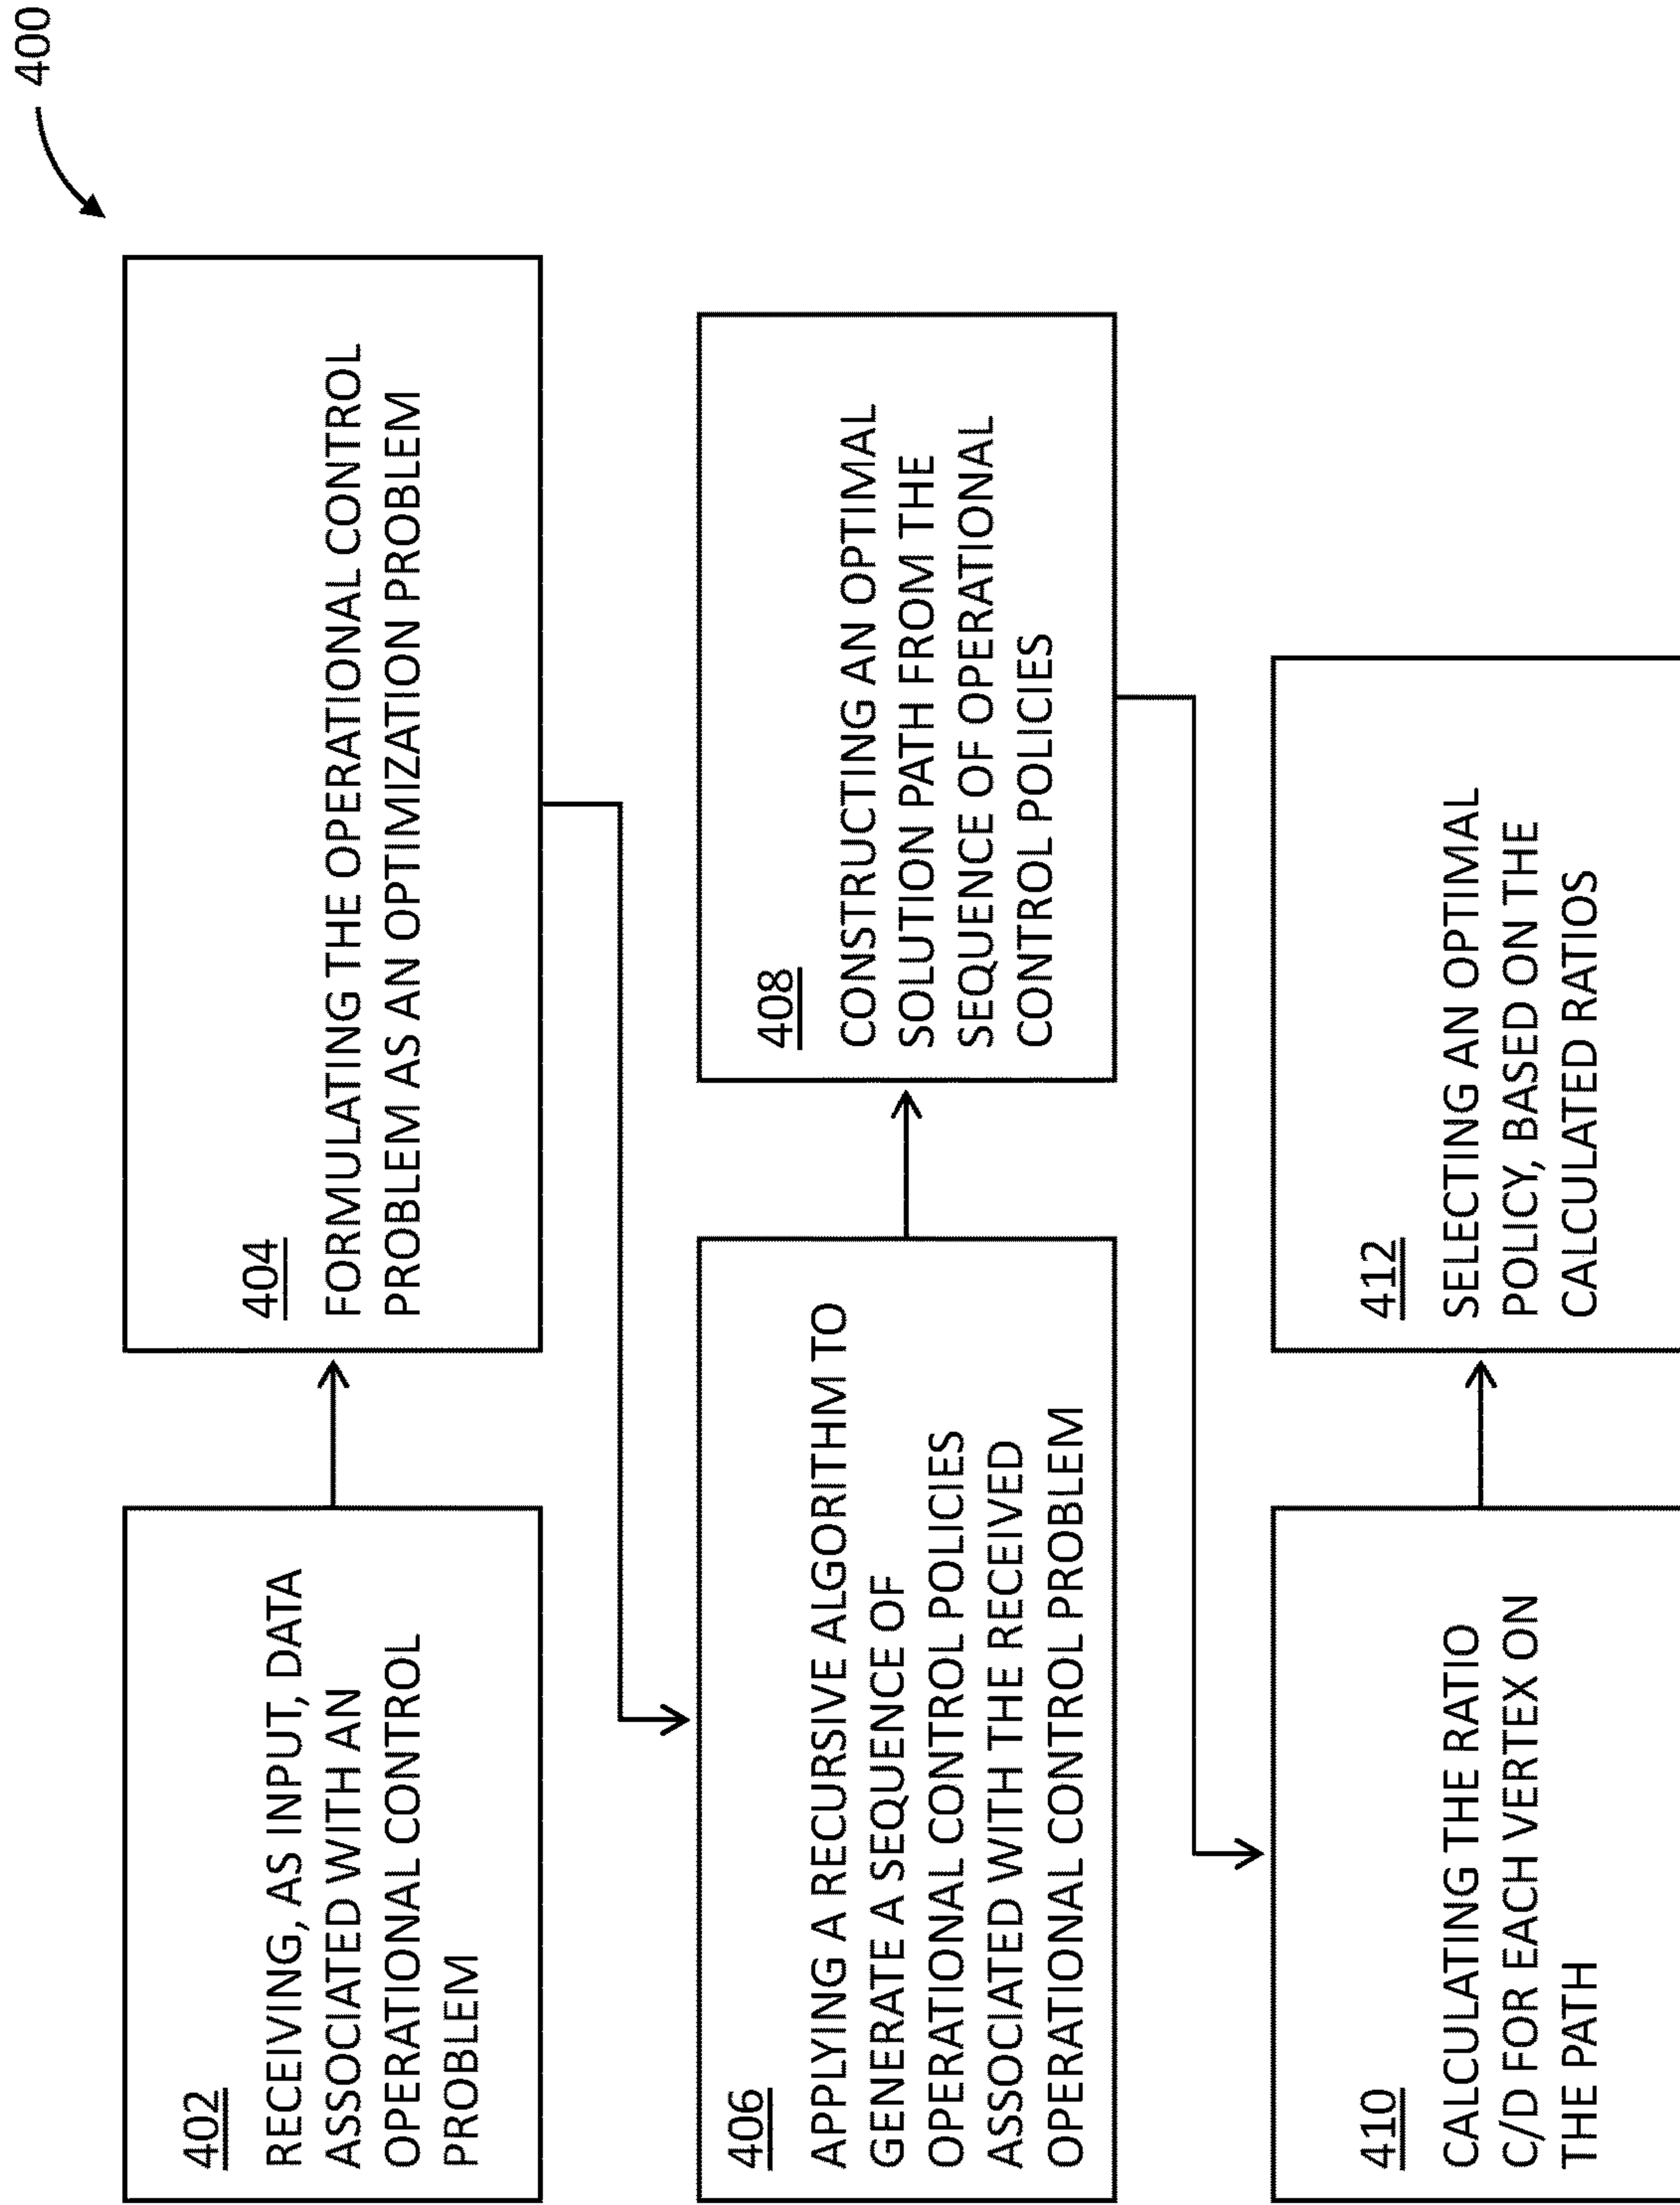 400
402
RECEIVING, AS INPUT, DATA
ASSOCIATED WITH AN
OPERATIONAL CONTROL
PROBLEM
404
FORMULATING THE OPERATIONAL CONTROL
PROBLEM AS AN OPTIMIZATION PROBLEM
406
APPLYING A RECURSIVE ALGORITHM TO
GENERATE A SEQUENCE OF
OPERATIONAL CONTROL POLICIES
ASSOCIATED WITH THE RECEIVED
OPERATIONAL CONTROL PROBLEM
408
CONSTRUCTING AN OPTIMAL
SOLUTION PATH FROM THE
SEQUENCE OF OPERATIONAL
CONTROL POLICIES
410
CALCULATING THE RATIO
C/D FOR EACH VERTEX ON
THE PATH
412
SELECTING AN OPTIMAL
POLICY, BASED ON THE
CALCULATED RATIOS